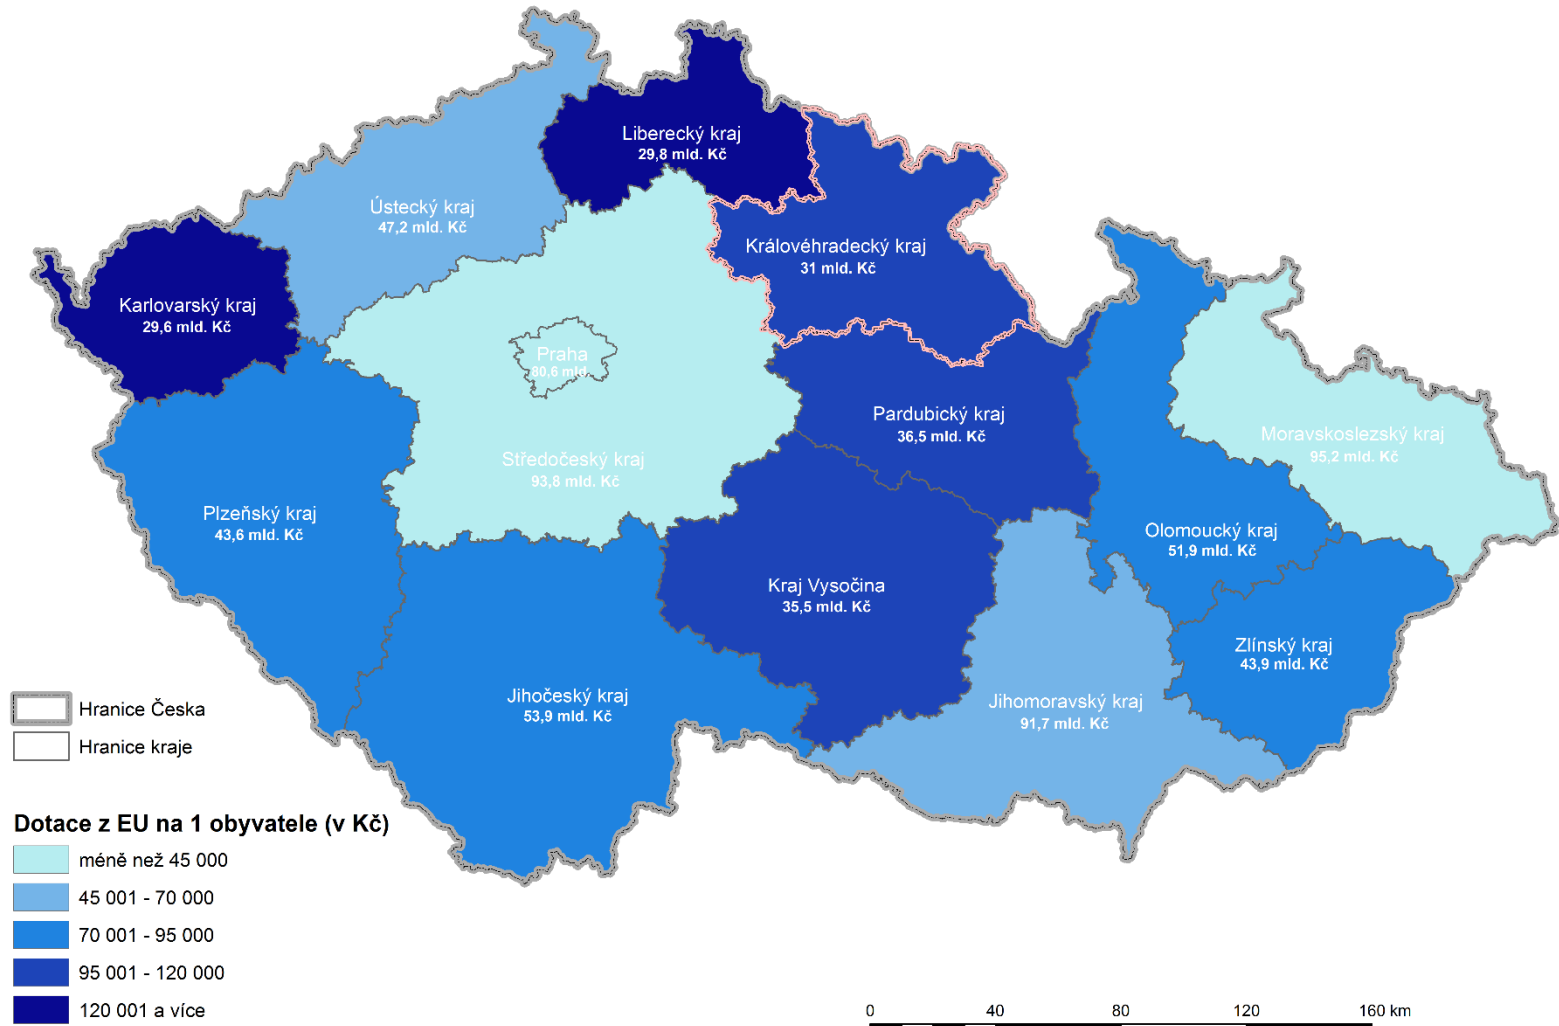 Liberecký kraj
29,8 mld. Kč
Ústecký kraj
47,2 mld. Kč
Královéhradecký kraj
31 mld. Kč
Karlovarský kraj
29,6 mld. Kč
Praha
80,6 mld.
Pardubický kraj
36,5 mld. Kč
Moravskoslezský kraj
95,2 mld. Kč
Středočeský kraj
93,8 mld. Kč
Plzeňský kraj
43,6 mld. Kč
Olomoucký kraj
51,9 mld. Kč
Kraj Vysočina
35,5 mld. Kč
Zlínský kraj
43,9 mld. Kč
Jihočeský kraj
53,9 mld. Kč
Jihomoravský kraj
91,7 mld. Kč
Hranice Česka
Hranice kraje
Dotace z EU na 1 obyvatele (v Kč)
méně než 45 000
45 001 - 70 000
70 001 - 95 000
95 001 - 120 000
120 001 a více
0 40 80 120 160 km